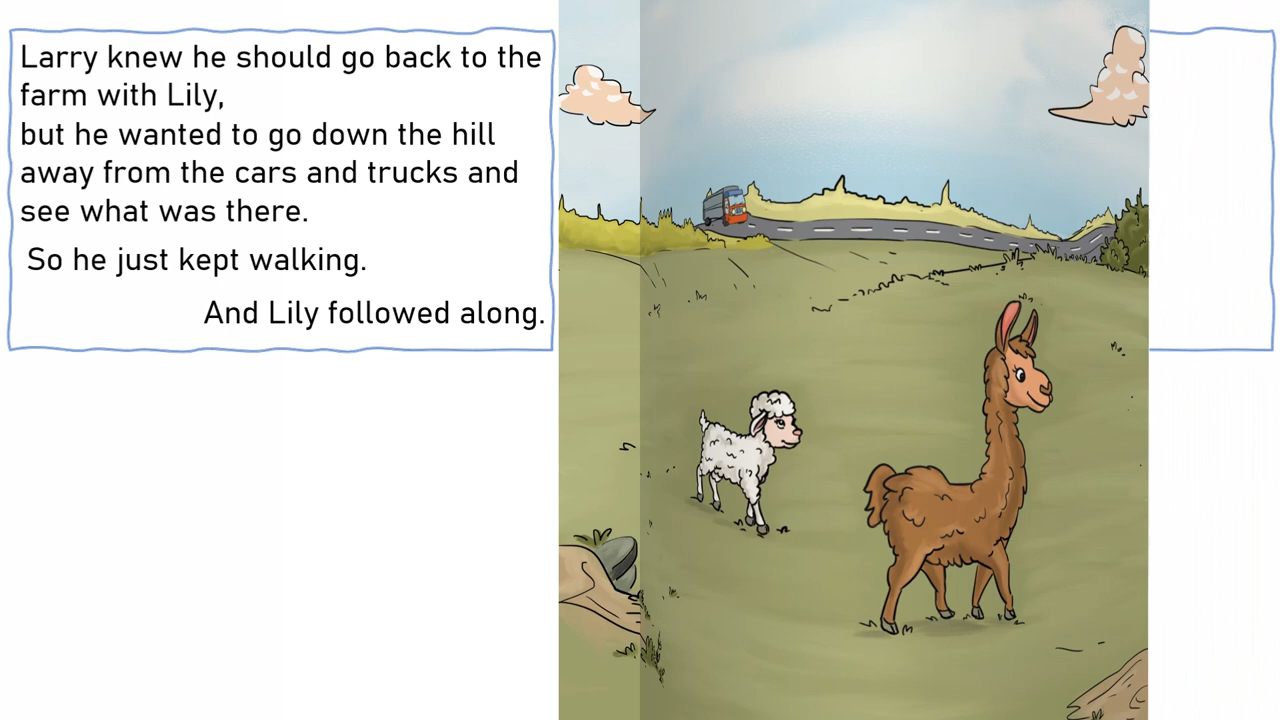 Larry knew he should go back to the
farm with Lily,
but he wanted to go down the hill
away from the cars and trucks and
see what was there.
So he just kept walking.
And Lily followed along.